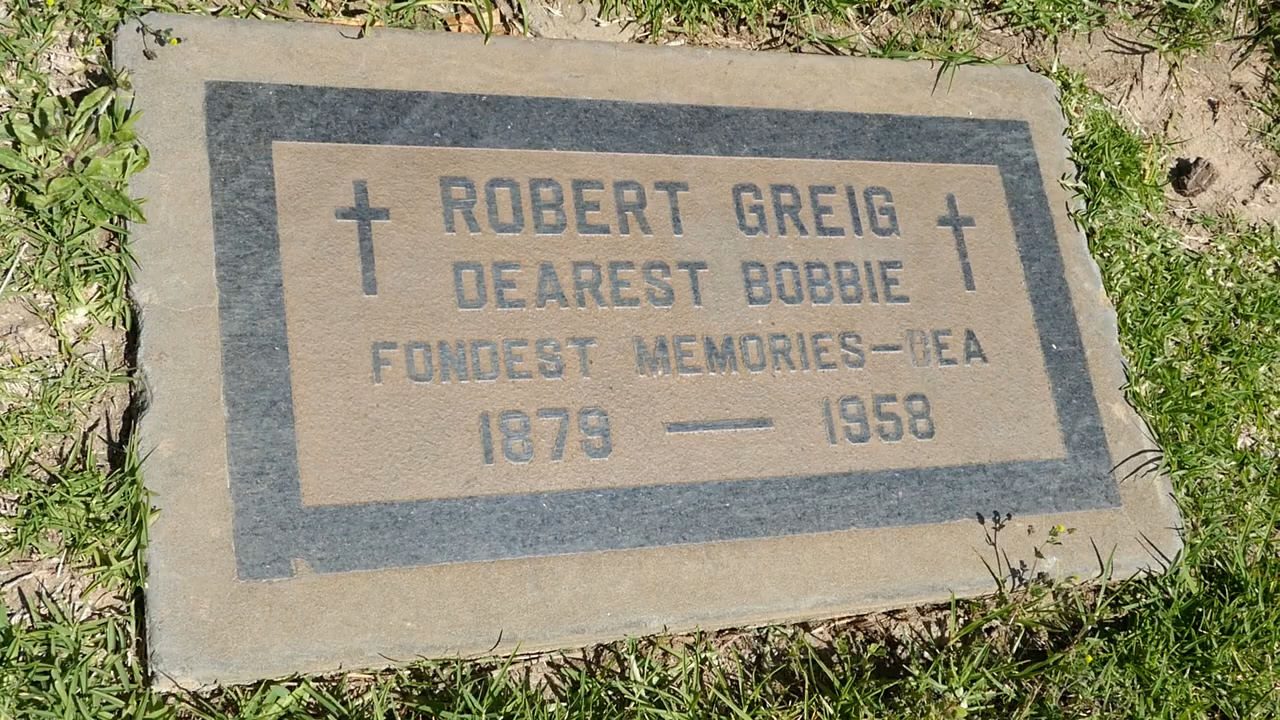 ROBERT GREIG
DEAREST BOBBIE
FONDEST MEMORIES—BEA
1879 — 1958